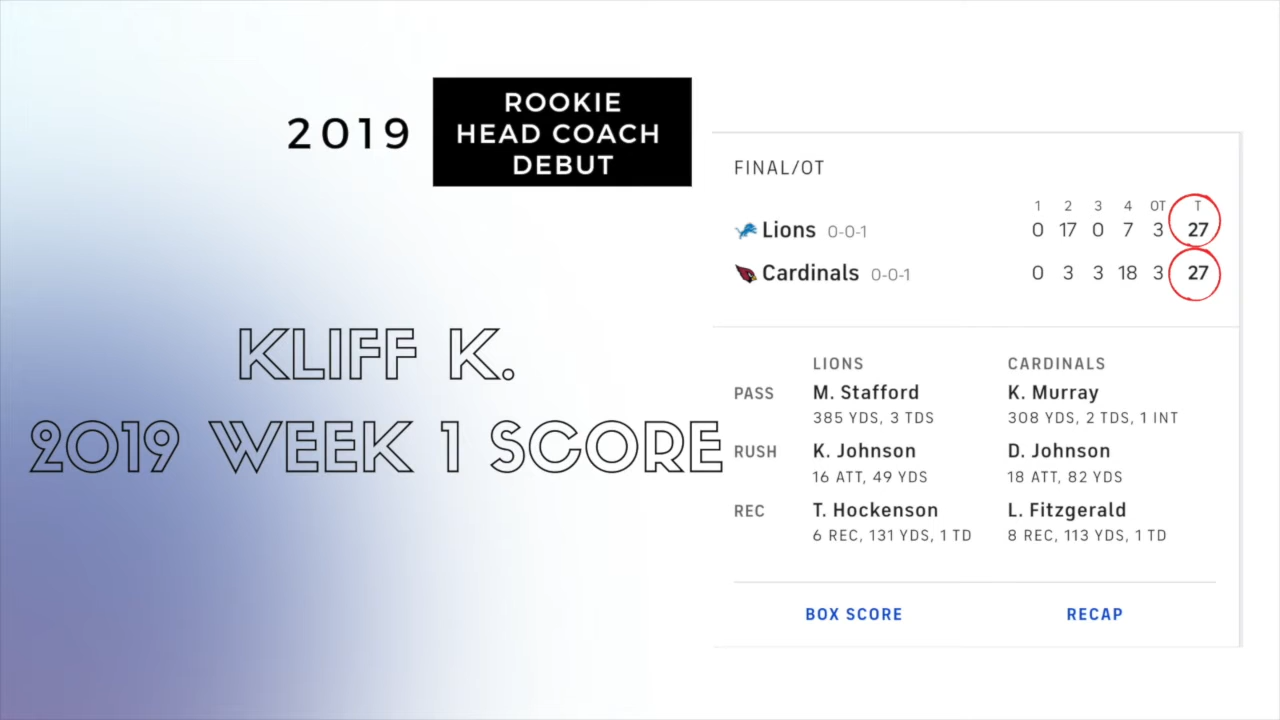 2019
ROOKIE
HEAD COACH
DEBUT
KLIFF K.
2019 WEEK 1 SCORE
FINAL/OT
1 2 3 4 OT T
Lions 0-0-1 0 17 0 7 3 27
Cardinals 0-0-1 0 3 3 18 3 27
LIONS CARDINALS
PASS M. Stafford K. Murray
385 YDS, 3 TDS 308 YDS, 2 TDS, 1 INT
RUSH K. Johnson D. Johnson
16 ATT, 49 YDS 18 ATT, 82 YDS
REC T. Hockenson L. Fitzgerald
6 REC, 131 YDS, 1 TD 8 REC, 113 YDS, 1 TD
BOX SCORE RECAP